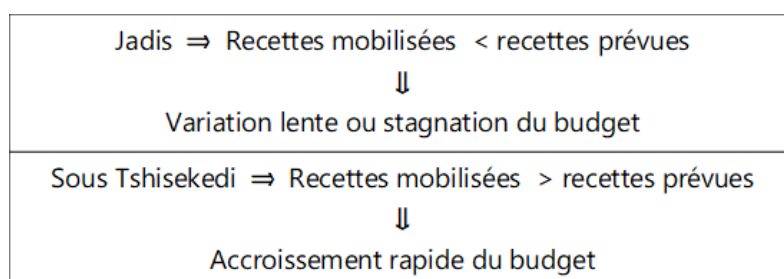 Jadis ⇒ Recettes mobilisées < recettes prévues
⇓
Variation lente ou stagnation du budget
Sous Tshisekedi ⇒ Recettes mobilisées > recettes prévues
⇓
Accroissement rapide du budget